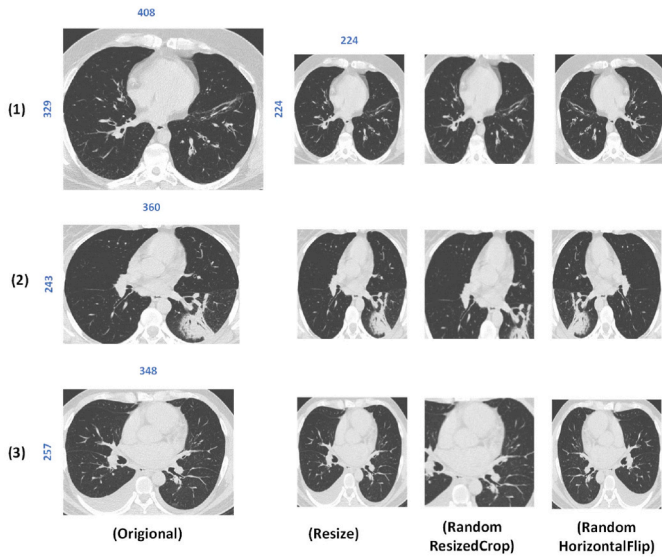 408
224
(1)
329
224
360
(2)
243
348
(3)
257
(Origional)
(Resize)
(Random
ResizedCrop)
(Random
HorizontalFlip)